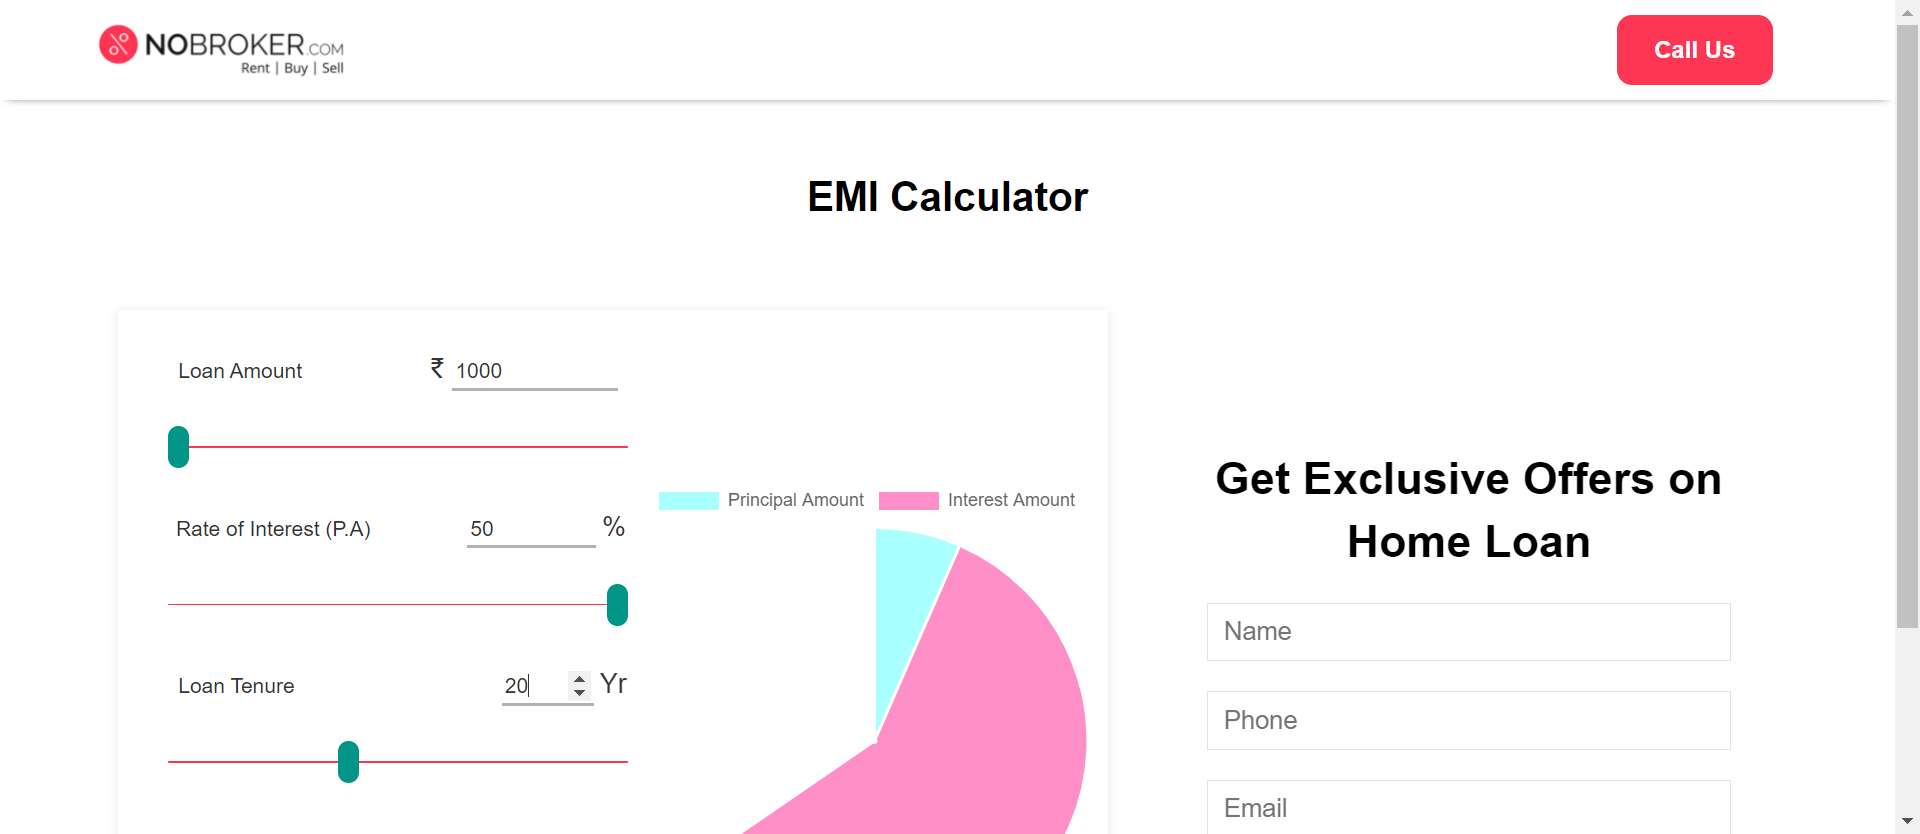 NOBROKER.COM
Rent | Buy | Sell
Call Us
EMI Calculator
Loan Amount
₹ 1000
Rate of Interest (P.A)
50 %
Loan Tenure
20 Yr
Principal Amount
Interest Amount
Get Exclusive Offers on
Home Loan
Name
Phone
Email